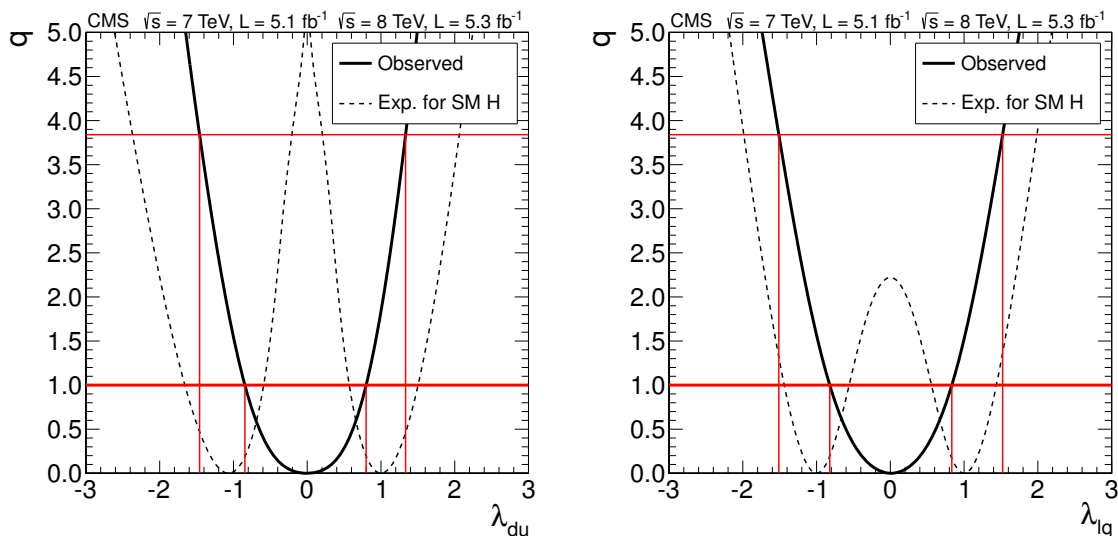 CMS √s = 7 TeV, L = 5.1 fb⁻¹ √s = 8 TeV, L = 5.3 fb⁻¹
q
5.0
4.5
4.0
3.5
3.0
2.5
2.0
1.5
1.0
0.5
0.0
Observed
Exp. for SM H
-3 -2 -1 0 1 2 3
λdu
CMS √s = 7 TeV, L = 5.1 fb⁻¹ √s = 8 TeV, L = 5.3 fb⁻¹
q
5.0
4.5
4.0
3.5
3.0
2.5
2.0
1.5
1.0
0.5
0.0
Observed
Exp. for SM H
-3 -2 -1 0 1 2 3
λlq